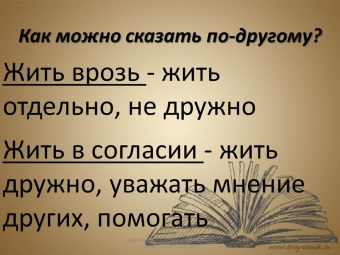 Как можно сказать по-другому?
Жить врозь - жить
отдельно, не дружно
Жить в согласии - жить
дружно, уважать мнение
других, помогать